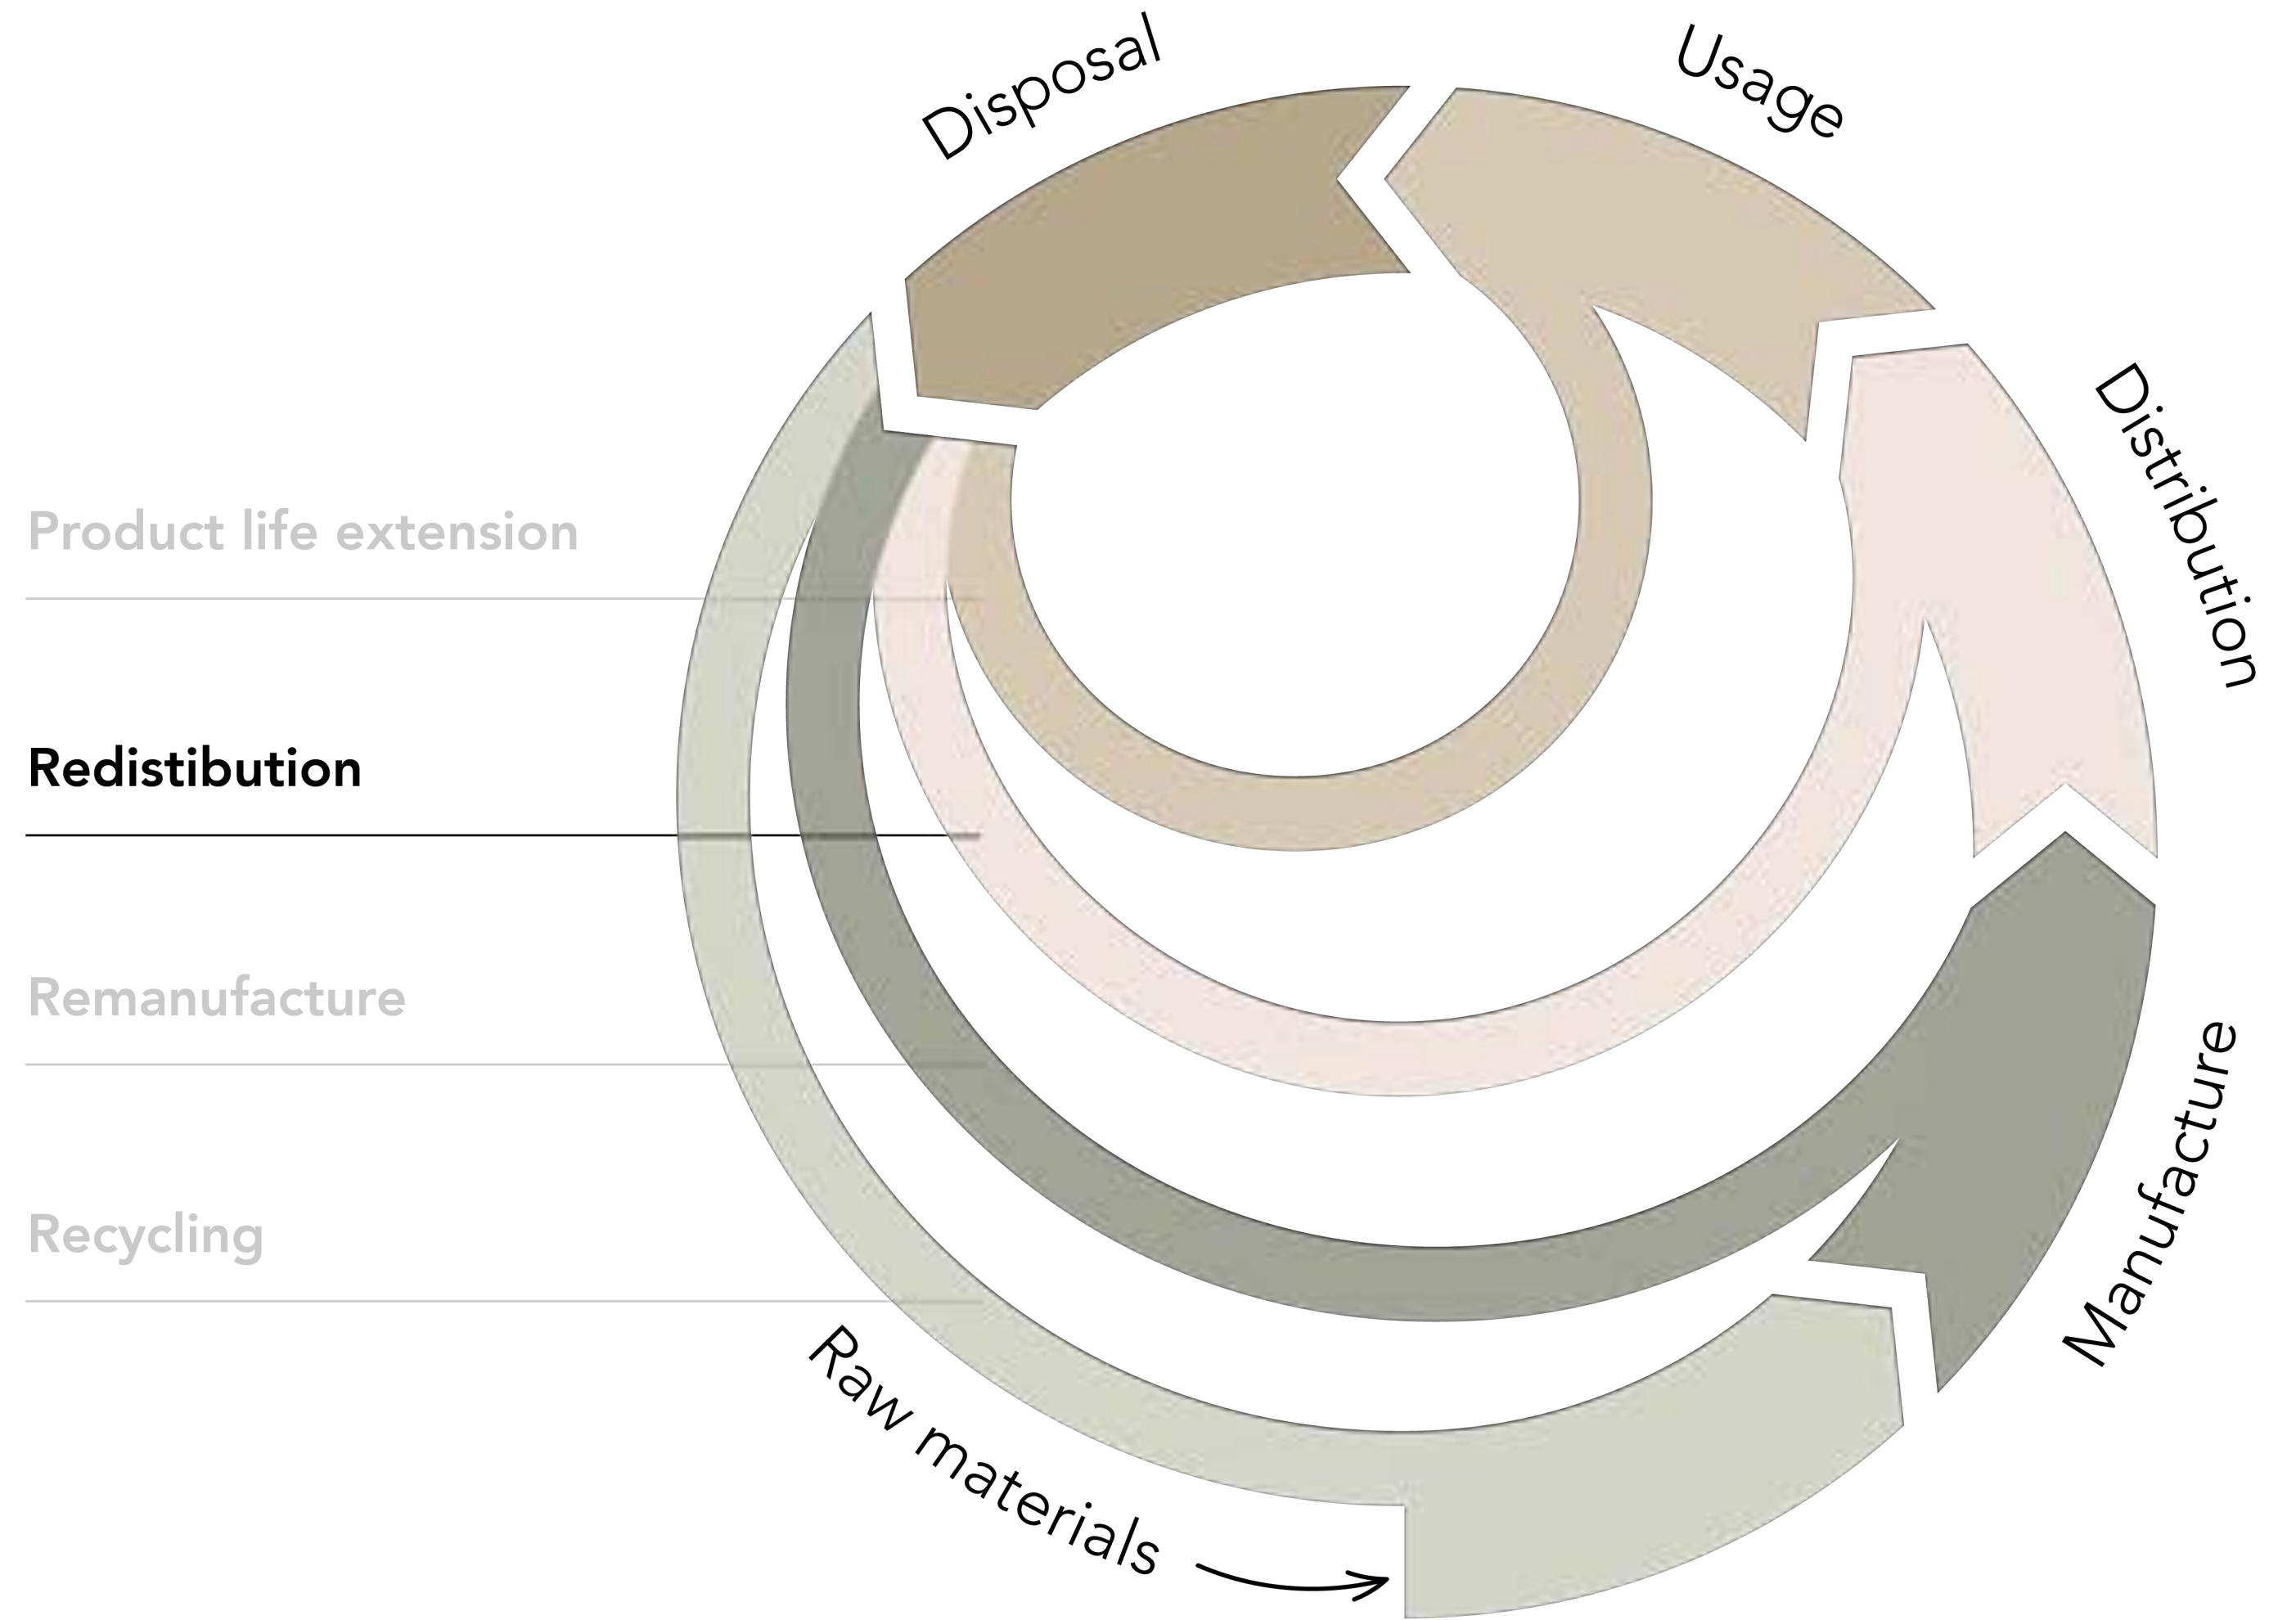 Disposal
Usage
Distribution
Product life extension
Redistibution
Remanufacture
Manufacture
Recycling
Raw materials